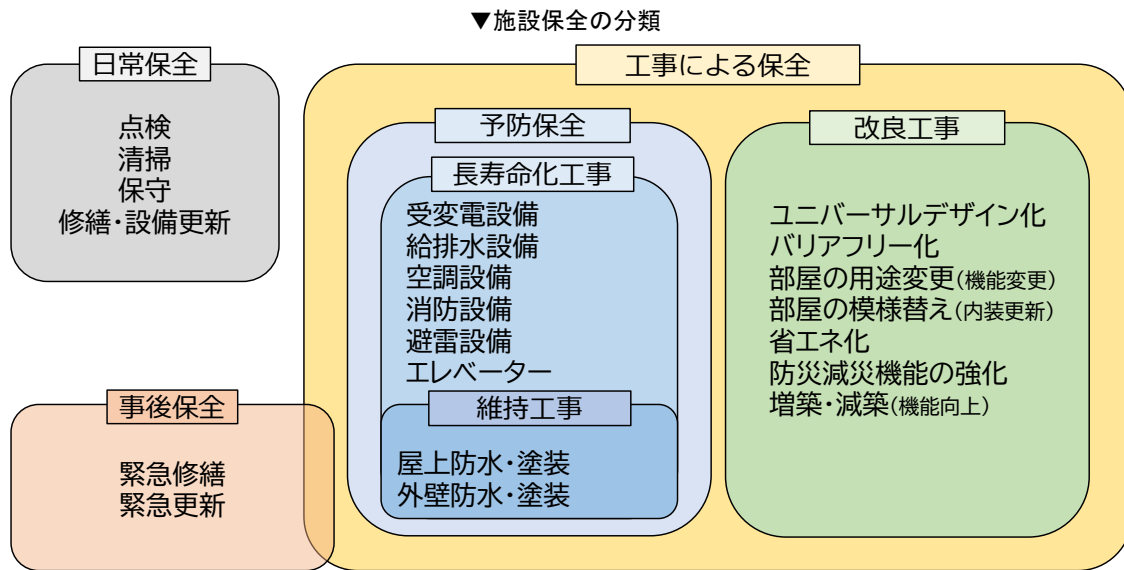 ▼施設保全の分類
日常保全
点検
清掃
保守
修繕・設備更新
工事による保全
予防保全
長寿命化工事
受変電設備
給排水設備
空調設備
消防設備
避雷設備
エレベーター
維持工事
屋上防水・塗装
外壁防水・塗装
改良工事
ユニバーサルデザイン化
バリアフリー化
部屋の用途変更(機能変更)
部屋の模様替え(内装更新)
省エネ化
防災減災機能の強化
増築・減築(機能向上)
事後保全
緊急修繕
緊急更新